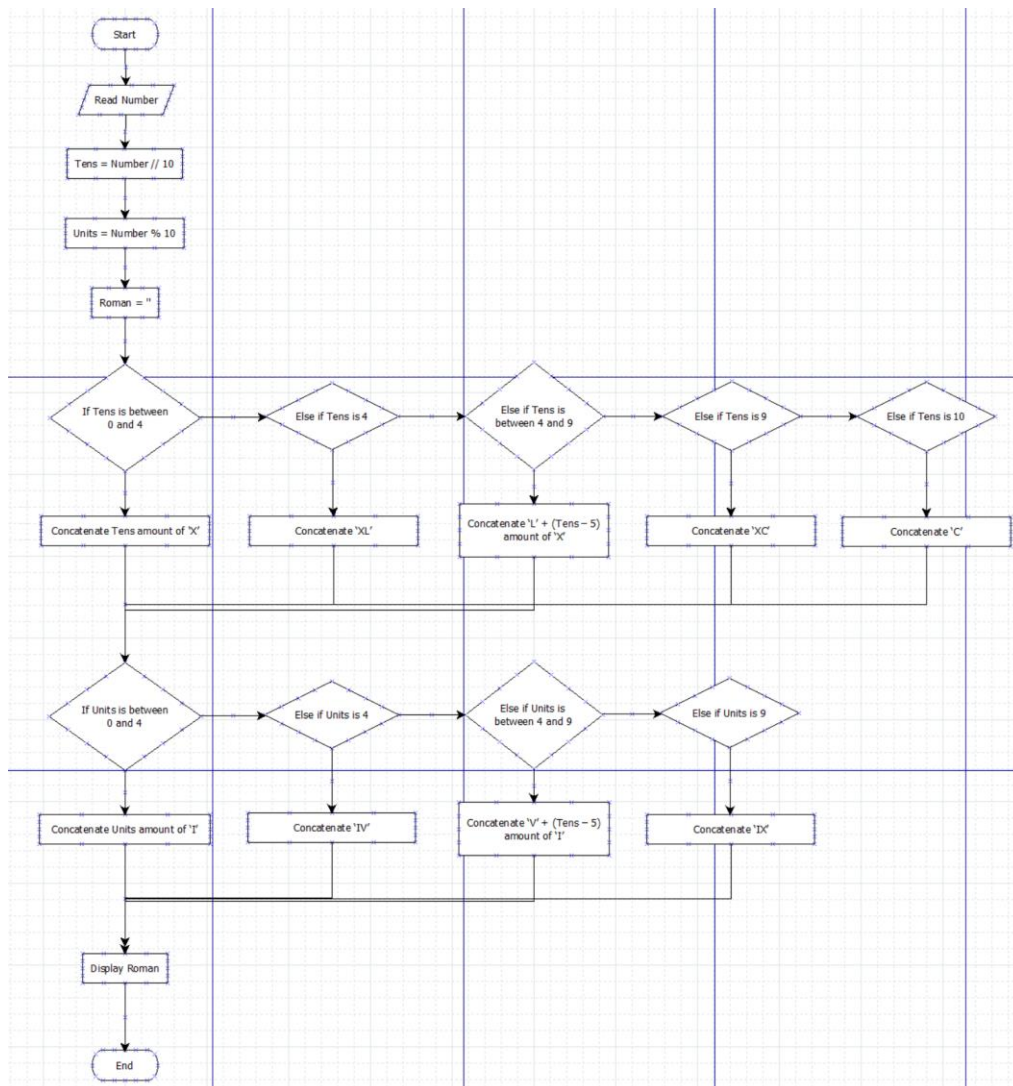 Start
Read Number
Tens = Number // 10
Units = Number % 10
Roman = ''
If Tens is between
0 and 4
Else if Tens is 4
Else if Tens is
between 4 and 9
Else if Tens is 9
Else if Tens is 10
Concatenate Tens amount of ‘X’
Concatenate ‘XL’
Concatenate ‘L’ + (Tens – 5)
amount of ‘X’
Concatenate ‘XC’
Concatenate ‘C’
If Units is between
0 and 4
Else if Units is 4
Else if Units is
between 4 and 9
Else if Units is 9
Concatenate Units amount of ‘I’
Concatenate ‘IV’
Concatenate ‘V’ + (Tens – 5)
amount of ‘I’
Concatenate ‘IX’
Display Roman
End